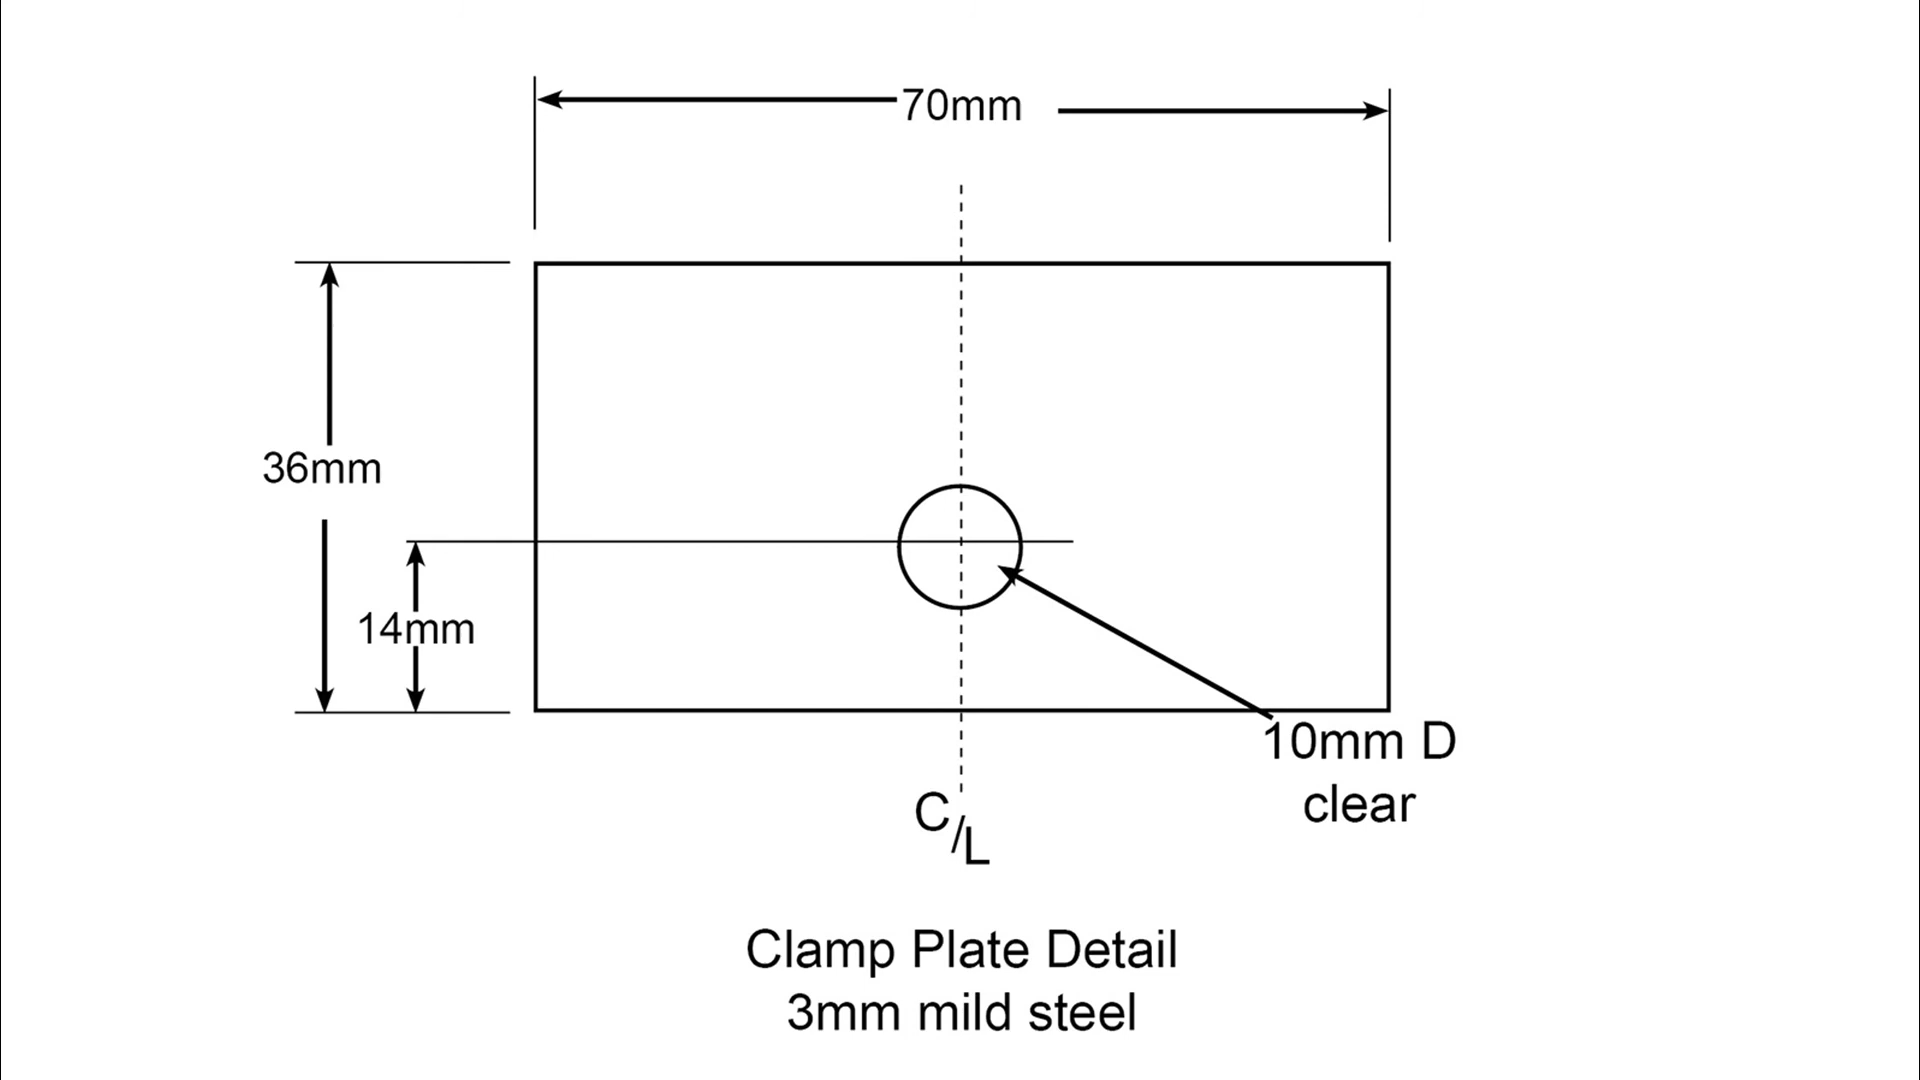 70mm
36mm
14mm
10mm D
clear
C/L
Clamp Plate Detail
3mm mild steel